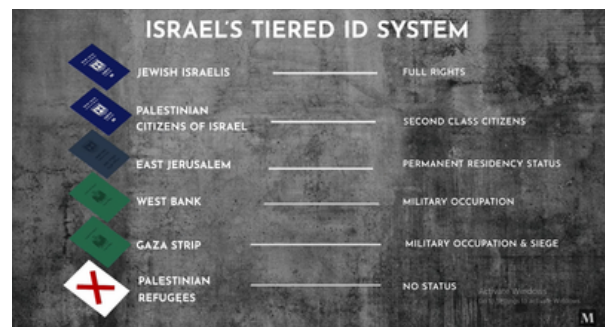 ISRAEL'S TIERED ID SYSTEM
JEWISH ISRAELIS FULL RIGHTS
PALESTINIAN
CITIZENS OF ISRAEL SECOND CLASS CITIZENS
EAST JERUSALEM PERMANENT RESIDENCY STATUS
WEST BANK MILITARY OCCUPATION
GAZA STRIP MILITARY OCCUPATION & SIEGE
PALESTINIAN
REFUGEES NO STATUS
Activate Windows
M